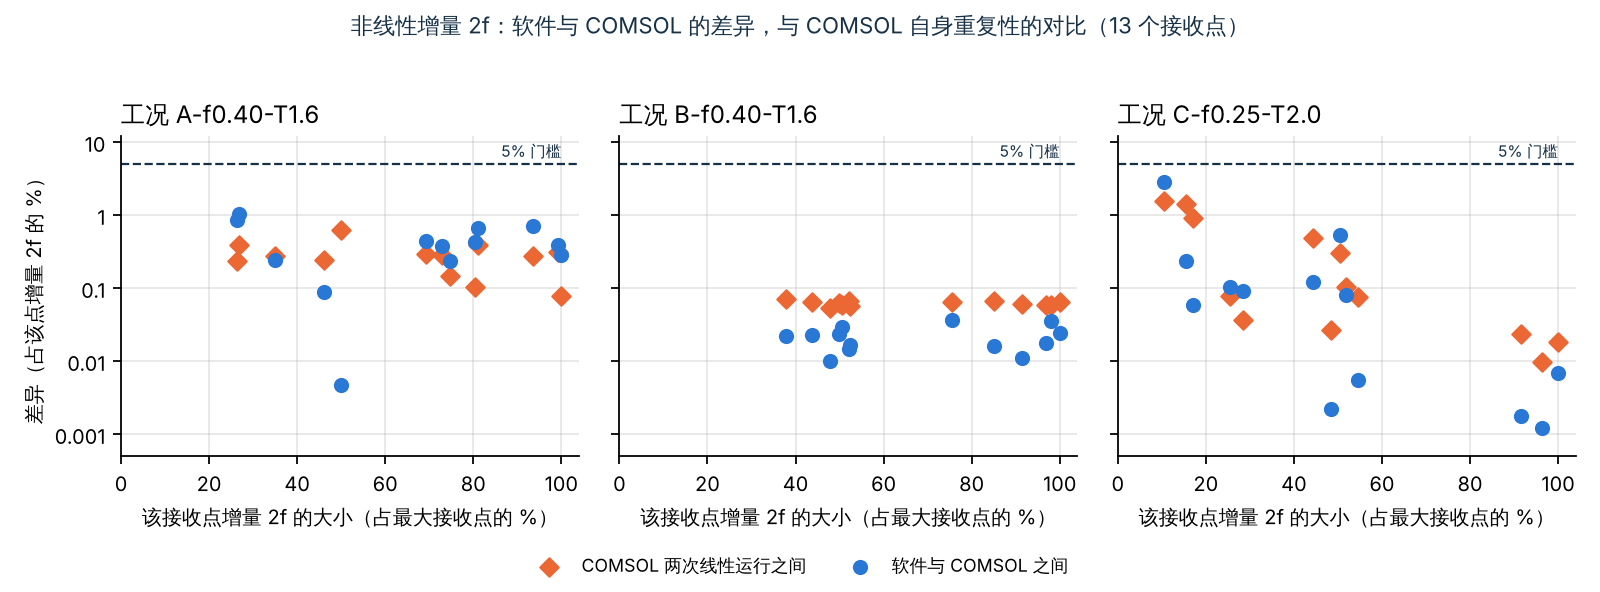 非线性增量 2f：软件与 COMSOL 的差异，与 COMSOL 自身重复性的对比（13 个接收点）
工况 A-f0.40-T1.6
工况 B-f0.40-T1.6
工况 C-f0.25-T2.0
差异（占该点增量 2f 的 %）
10
1
0.1
0.01
0.001
5% 门槛
5% 门槛
5% 门槛
0 20 40 60 80 100
0 20 40 60 80 100
0 20 40 60 80 100
该接收点增量 2f 的大小（占最大接收点的 %）
该接收点增量 2f 的大小（占最大接收点的 %）
该接收点增量 2f 的大小（占最大接收点的 %）
COMSOL 两次线性运行之间
软件与 COMSOL 之间